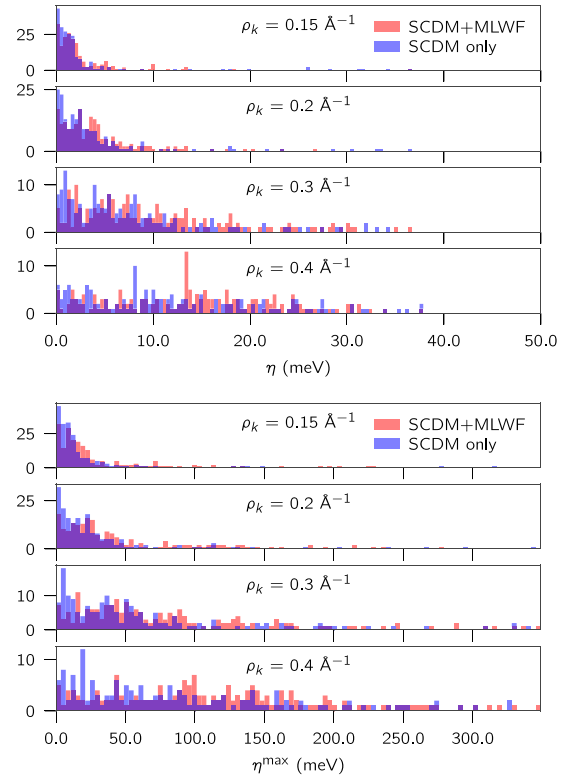 ρk = 0.15 Å−1
SCDM+MLWF
SCDM only
25
0
ρk = 0.2 Å−1
25
0
ρk = 0.3 Å−1
10
0
ρk = 0.4 Å−1
10
0
0.0 10.0 20.0 30.0 40.0 50.0
η (meV)
ρk = 0.15 Å−1
SCDM+MLWF
SCDM only
25
0
ρk = 0.2 Å−1
25
0
ρk = 0.3 Å−1
10
0
ρk = 0.4 Å−1
10
0
0.0 50.0 100.0 150.0 200.0 250.0 300.0
ηmax (meV)